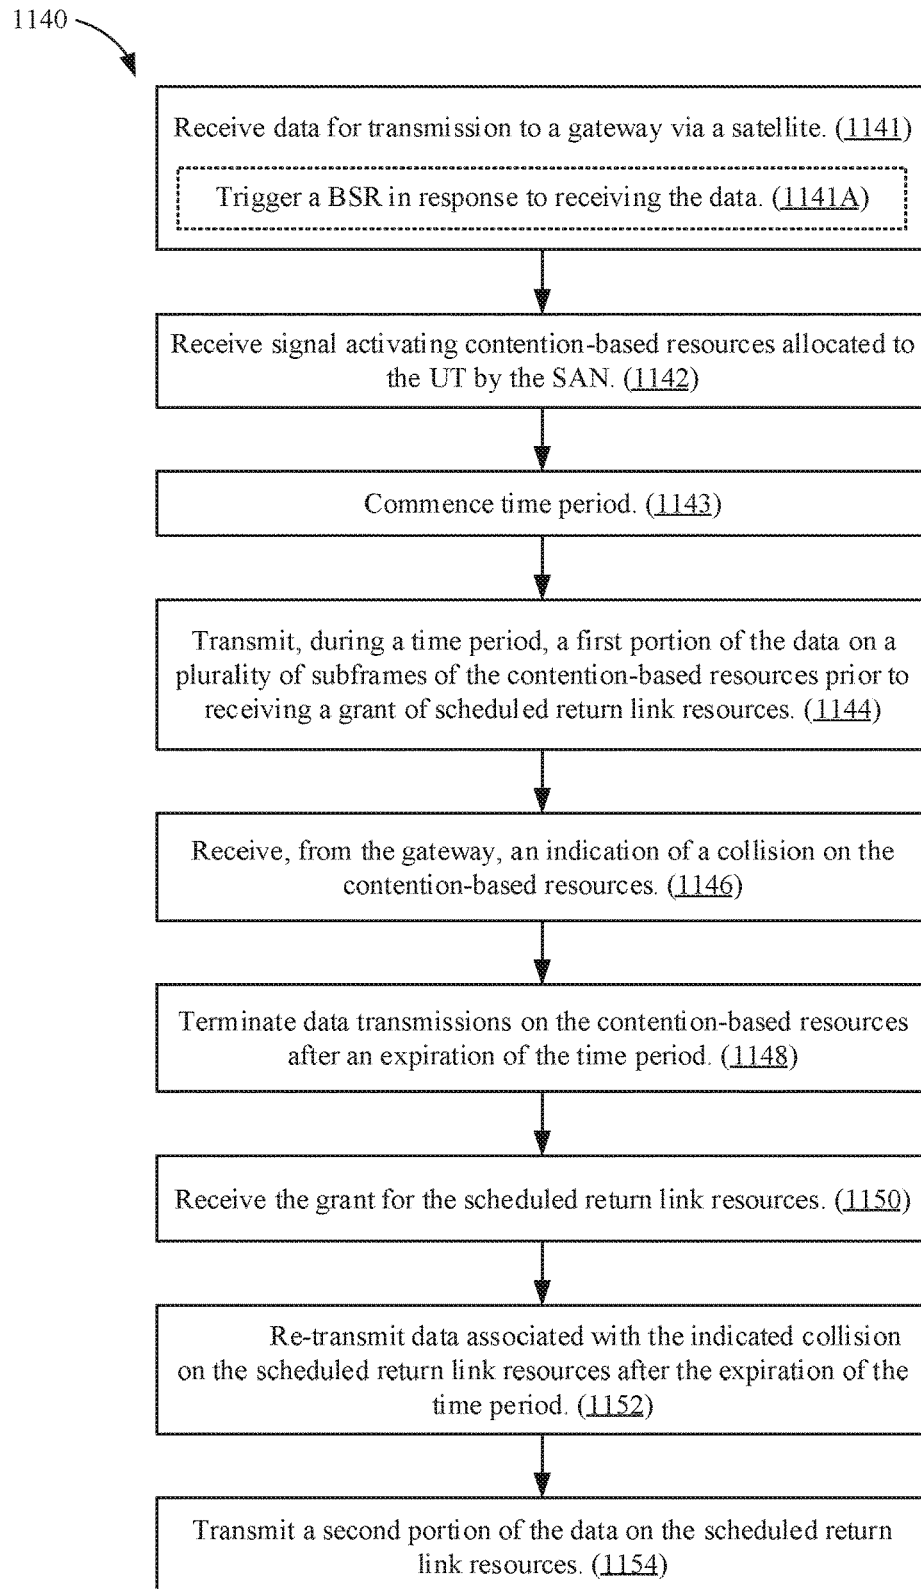 1140
Receive data for transmission to a gateway via a satellite. (1141)
Trigger a BSR in response to receiving the data. (1141A)
Receive signal activating contention-based resources allocated to
the UT by the SAN. (1142)
Commence time period. (1143)
Transmit, during a time period, a first portion of the data on a
plurality of subframes of the contention-based resources prior to
receiving a grant of scheduled return link resources. (1144)
Receive, from the gateway, an indication of a collision on the
contention-based resources. (1146)
Terminate data transmissions on the contention-based resources
after an expiration of the time period. (1148)
Receive the grant for the scheduled return link resources. (1150)
Re-transmit data associated with the indicated collision
on the scheduled return link resources after the expiration of the
time period. (1152)
Transmit a second portion of the data on the scheduled return
link resources. (1154)